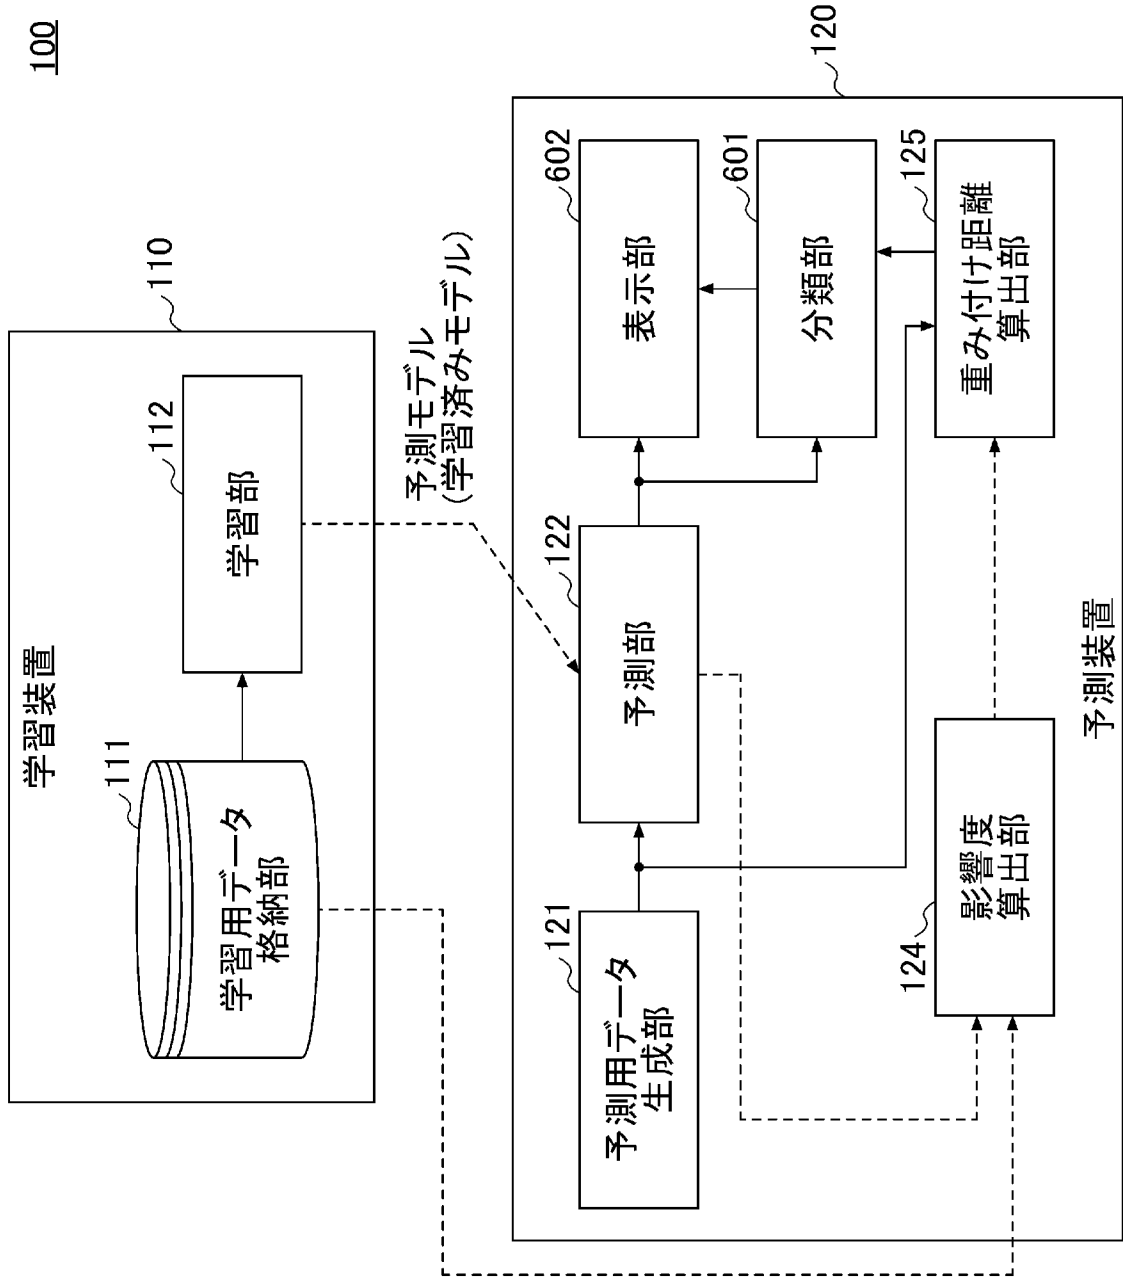 100
学習装置
110
111
学習用データ
格納部
112
学習部
予測モデル
(学習済みモデル)
120
121
予測用データ
生成部
122
予測部
602
表示部
601
分類部
124
影響度
算出部
125
重み付け距離
算出部
予測装置